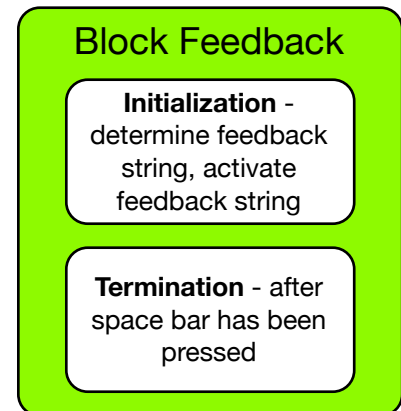 Block Feedback
Initialization -
determine feedback
string, activate
feedback string
Termination - after
space bar has been
pressed